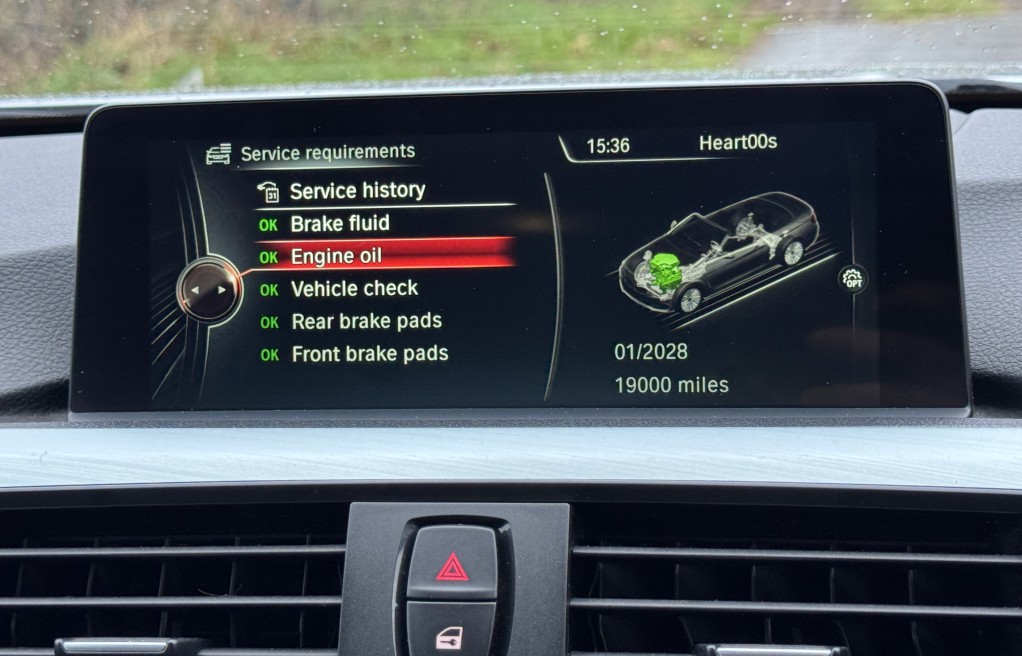 Service requirements
15:36
Heart00s
31
Service history
OK Brake fluid
OK Engine oil
OK Vehicle check
OK Rear brake pads
OK Front brake pads
OPT
01/2028
19000 miles